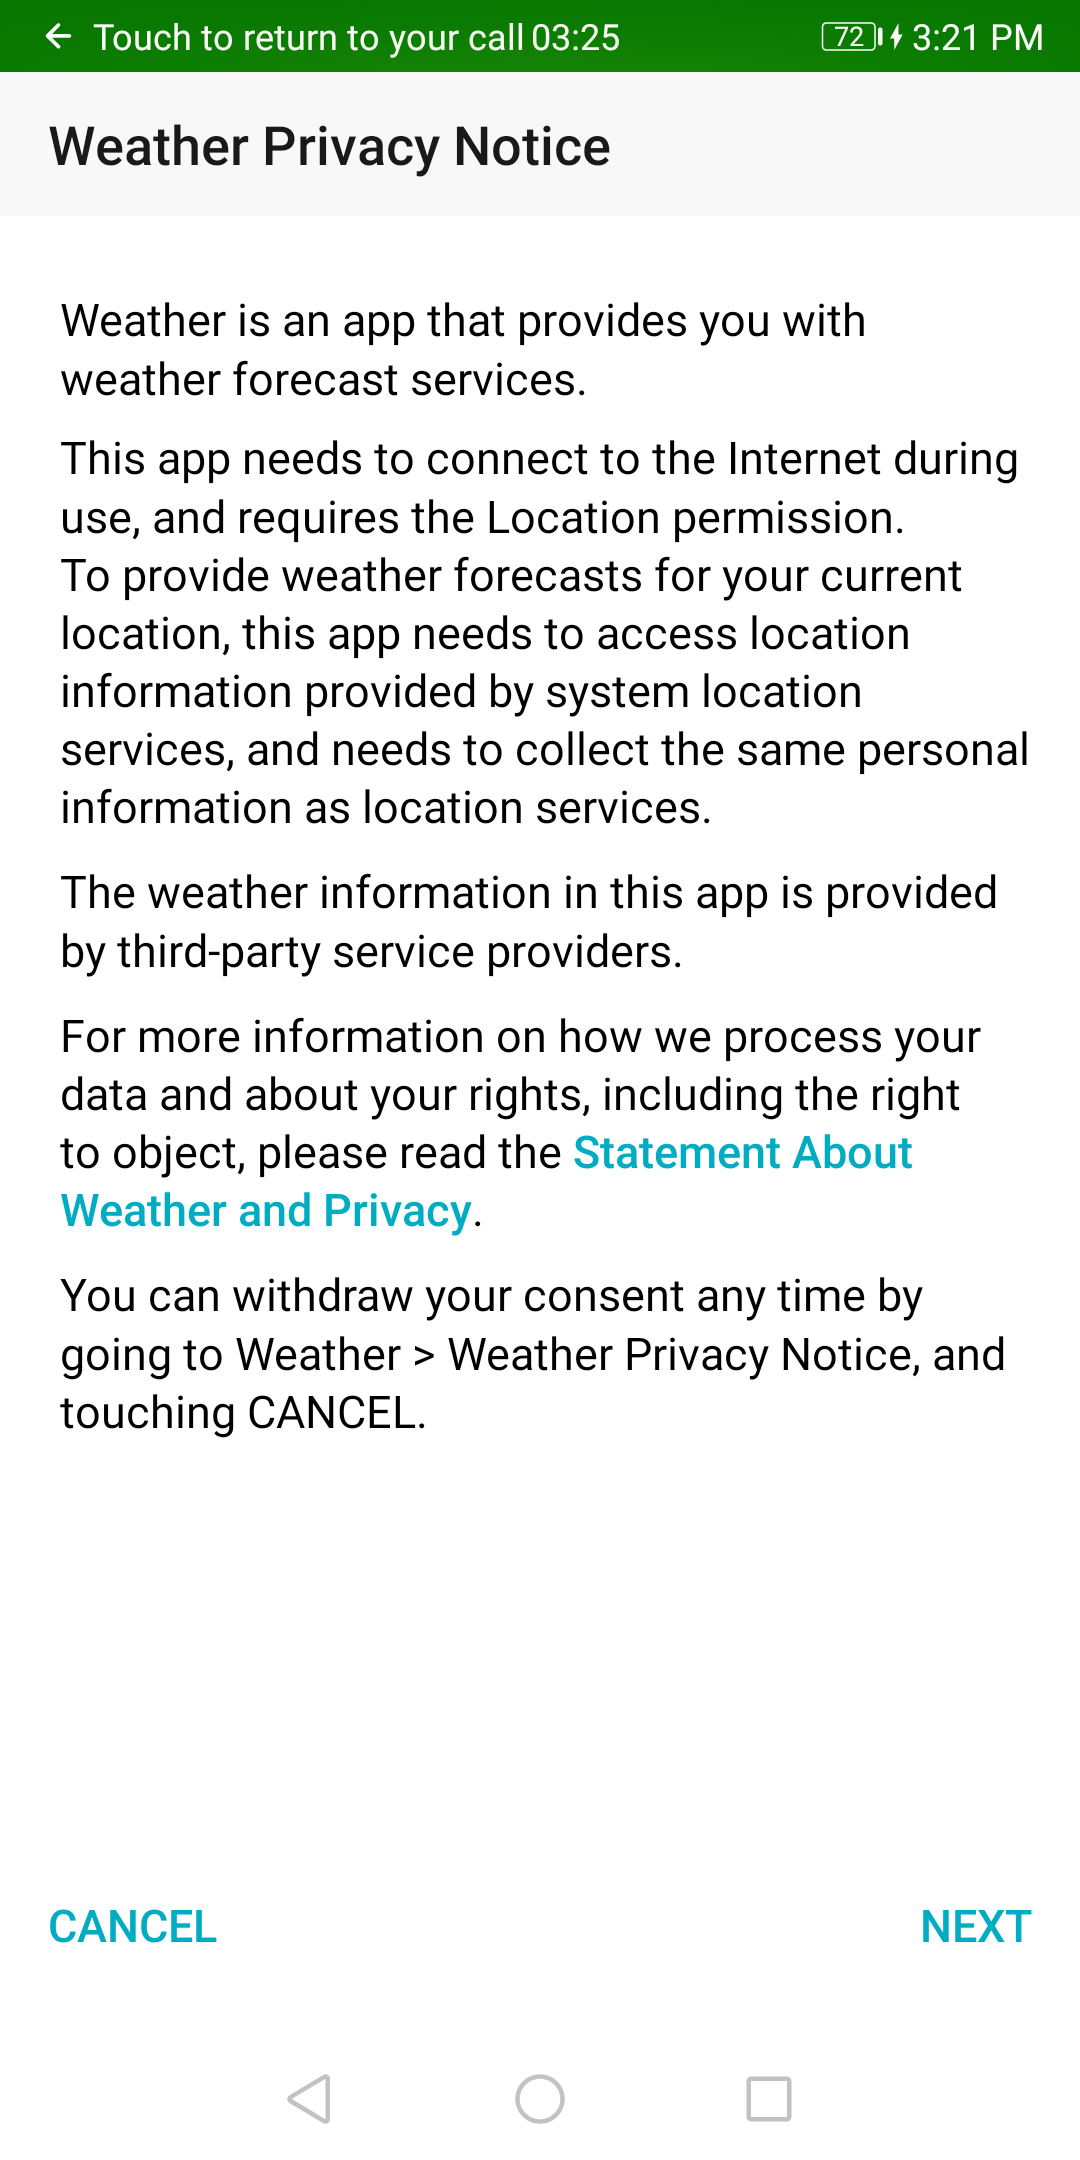 Touch to return to your call 03:25 72 3:21 PM
Weather Privacy Notice
Weather is an app that provides you with
weather forecast services.
This app needs to connect to the Internet during
use, and requires the Location permission.
To provide weather forecasts for your current
location, this app needs to access location
information provided by system location
services, and needs to collect the same personal
information as location services.
The weather information in this app is provided
by third-party service providers.
For more information on how we process your
data and about your rights, including the right
to object, please read the Statement About
Weather and Privacy.
You can withdraw your consent any time by
going to Weather > Weather Privacy Notice, and
touching CANCEL.
CANCEL NEXT